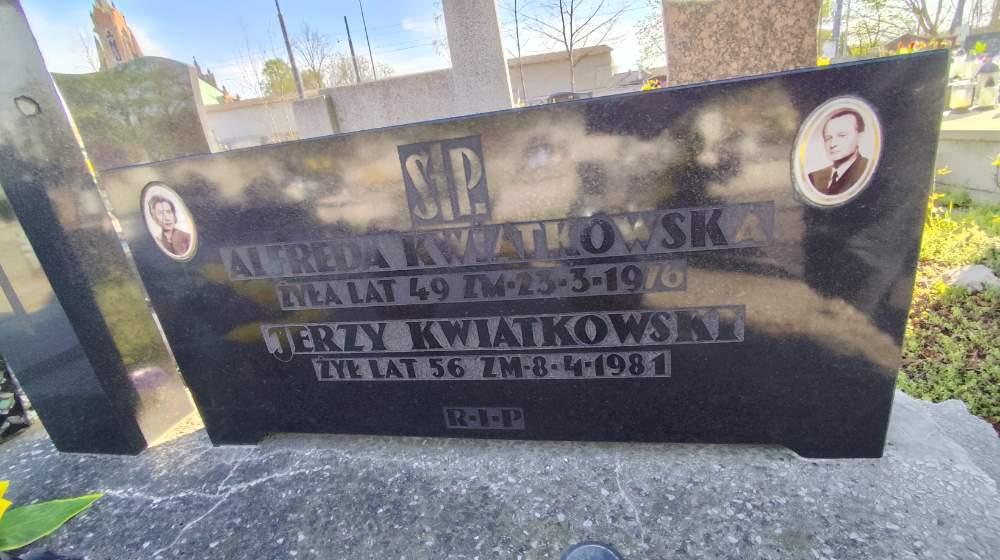 Ś.P.
ALFREDA KWIATKOWSKA
ŻYŁA LAT 49 ZM·23·3·1976
JERZY KWIATKOWSKI
ŻYŁ LAT 56 ZM·8·4·1981
R·I·P